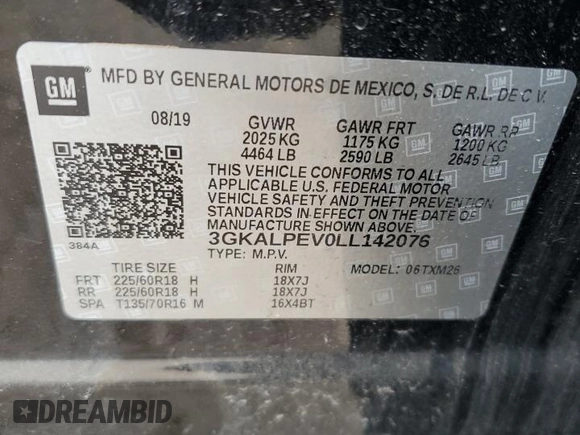 GM MFD BY GENERAL MOTORS DE MEXICO, S. DE R.L. DE C.V.
08/19 GVWR GAWR FRT GAWR RR
2025 KG 1175 KG 1200 KG
4464 LB 2590 LB 2645 LB
THIS VEHICLE CONFORMS TO ALL
APPLICABLE U.S. FEDERAL MOTOR
VEHICLE SAFETY AND THEFT PREVENTION
STANDARDS IN EFFECT ON THE DATE OF
MANUFACTURE SHOWN ABOVE.
384A 3GKALPEV0LL142076
TYPE: M.P.V.
TIRE SIZE RIM MODEL: 06TXM26
FRT 225/60R18 H 18X7J
RR 225/60R18 H 18X7J
SPA T135/70R16 M 16X4BT
DREAMBID